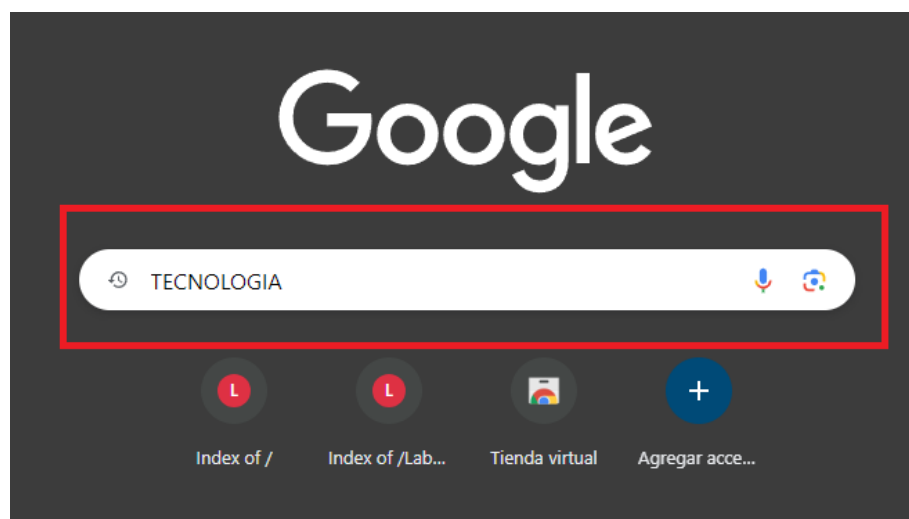 Google
TECNOLOGIA
L
L
Index of /
Index of /Lab...
Tienda virtual
Agregar acce...